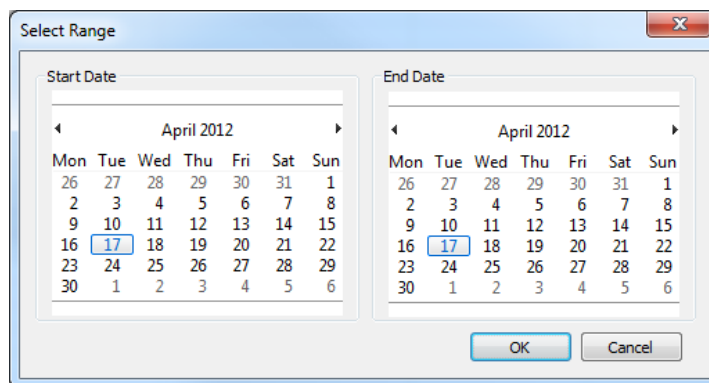 Select Range
Start Date
April 2012
Mon Tue Wed Thu Fri Sat Sun
26 27 28 29 30 31 1
2 3 4 5 6 7 8
9 10 11 12 13 14 15
16 17 18 19 20 21 22
23 24 25 26 27 28 29
30 1 2 3 4 5 6
End Date
April 2012
Mon Tue Wed Thu Fri Sat Sun
26 27 28 29 30 31 1
2 3 4 5 6 7 8
9 10 11 12 13 14 15
16 17 18 19 20 21 22
23 24 25 26 27 28 29
30 1 2 3 4 5 6
OK Cancel